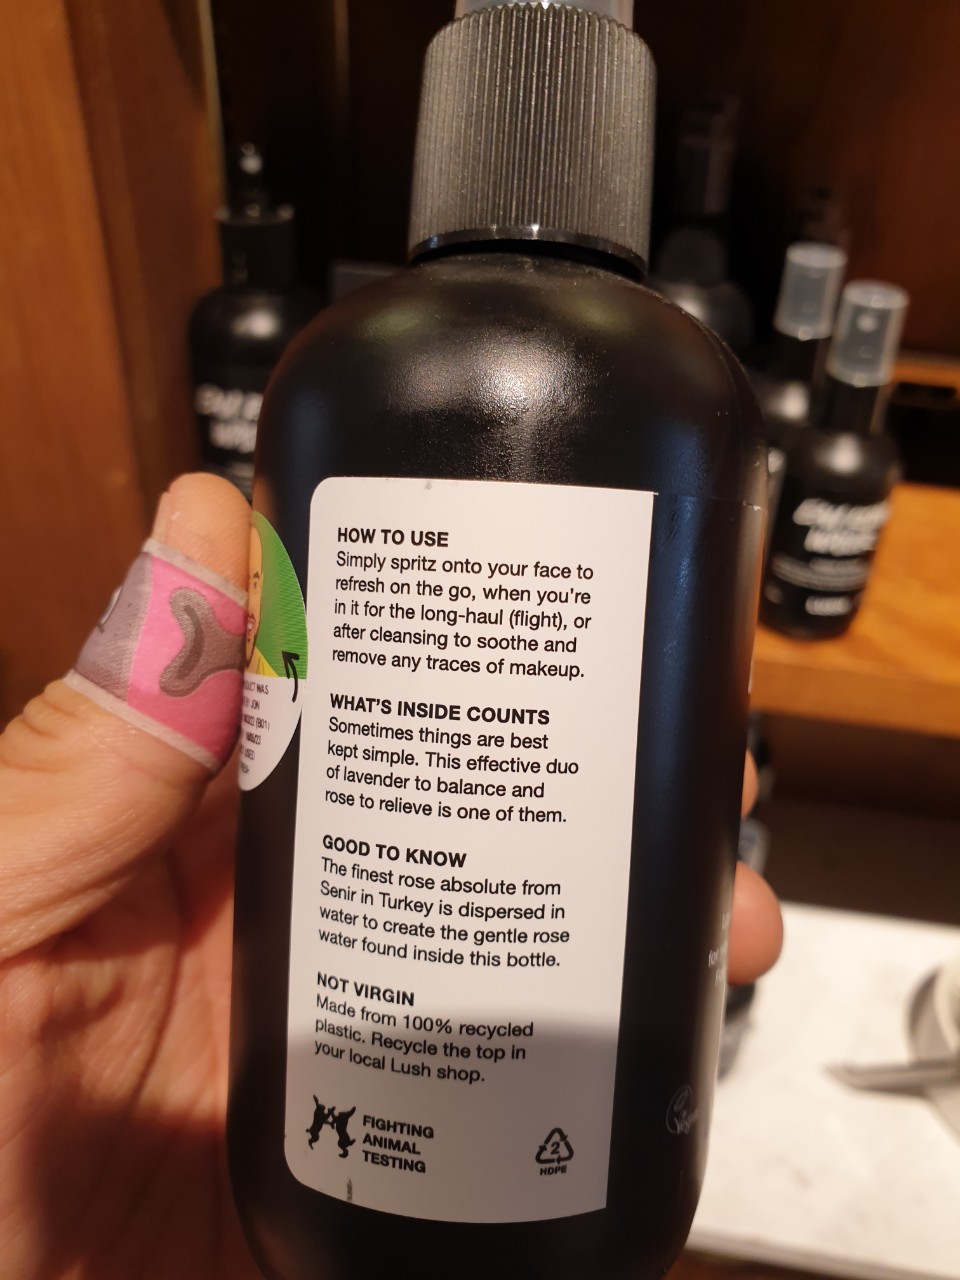 HOW TO USE
Simply spritz onto your face to
refresh on the go, when you're
in it for the long-haul (flight), or
after cleansing to soothe and
remove any traces of makeup.
WHAT'S INSIDE COUNTS
Sometimes things are best
kept simple. This effective duo
of lavender to balance and
rose to relieve is one of them.
GOOD TO KNOW
The finest rose absolute from
Senir in Turkey is dispersed in
water to create the gentle rose
water found inside this bottle.
NOT VIRGIN
Made from 100% recycled
plastic. Recycle the top in
your local Lush shop.
FIGHTING
ANIMAL
TESTING
2
HDPE
WAS
JON